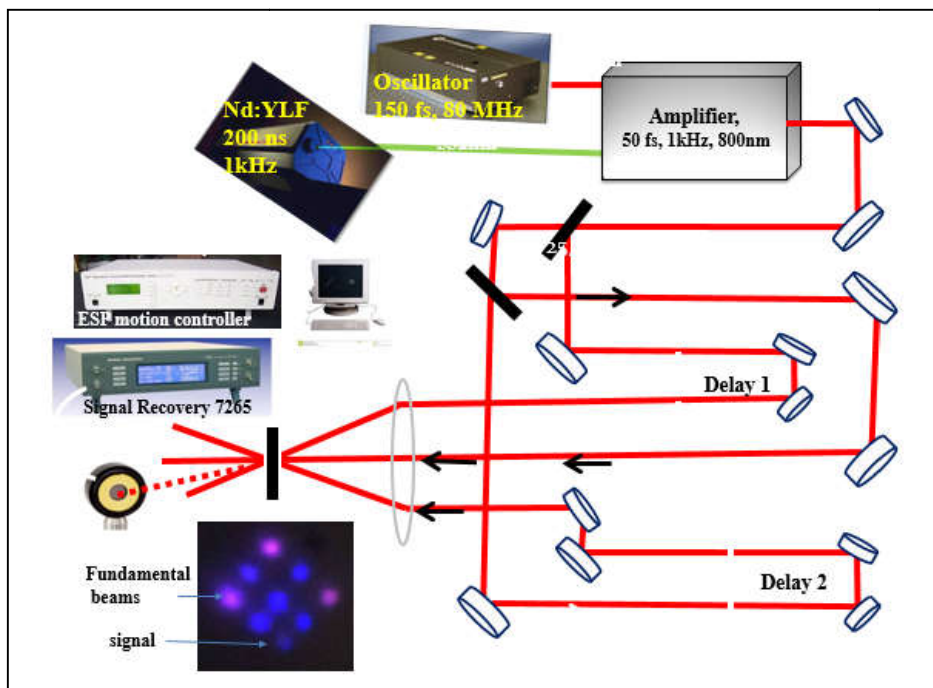 Oscillator
150 fs, 80 MHz
Nd:YLF
200 ns
1kHz
Amplifier,
50 fs, 1kHz, 800nm
ESP motion controller
Signal Recovery 7265
Delay 1
Delay 2
Fundamental
beams
signal